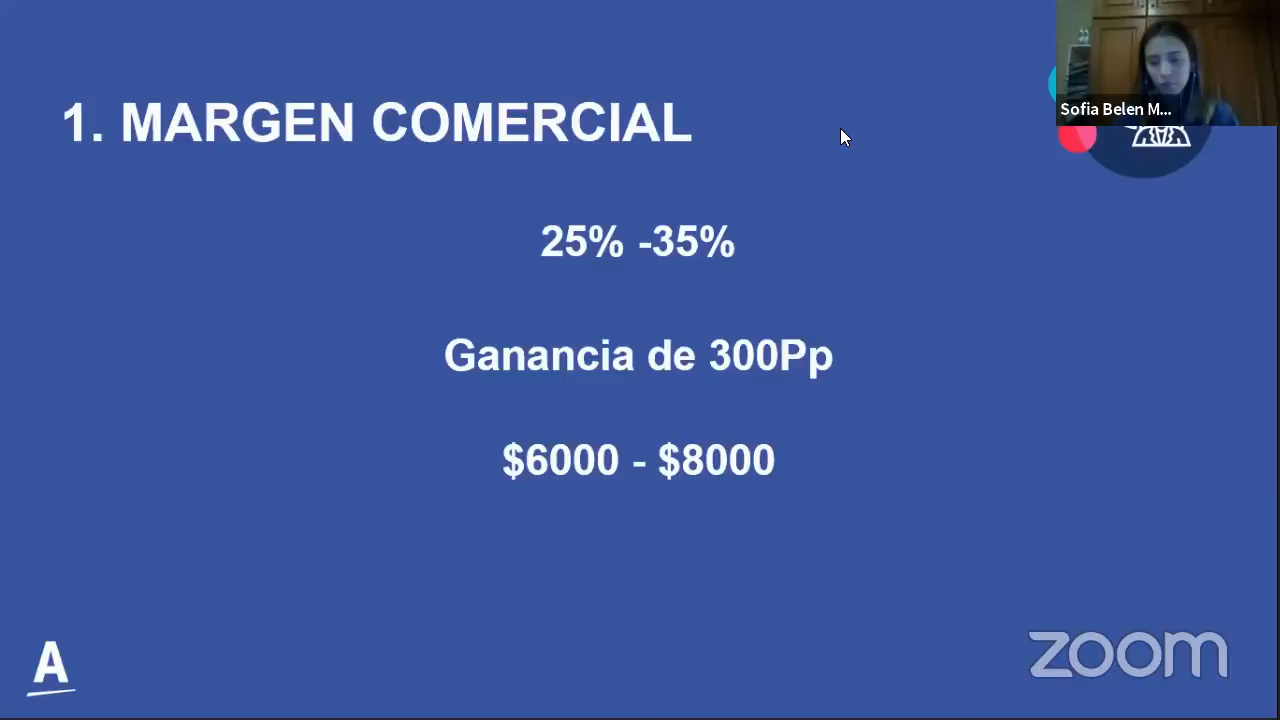 Sofia Belen M...
1. MARGEN COMERCIAL
25% -35%
Ganancia de 300Pp
$6000 - $8000
A
zoom